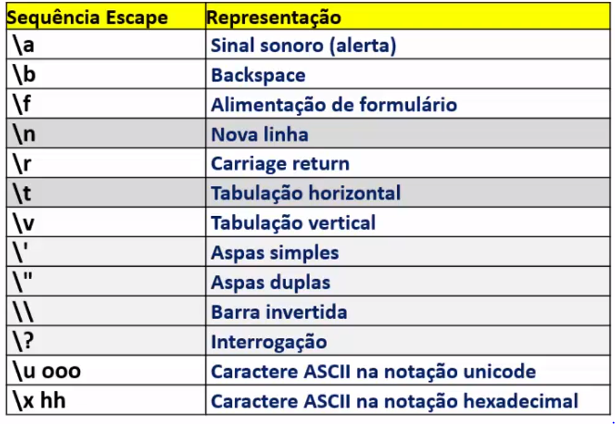 Sequência Escape Representação
\a Sinal sonoro (alerta)
\b Backspace
\f Alimentação de formulário
\n Nova linha
\r Carriage return
\t Tabulação horizontal
\v Tabulação vertical
\' Aspas simples
\" Aspas duplas
\\ Barra invertida
\? Interrogação
\u ooo Caractere ASCII na notação unicode
\x hh Caractere ASCII na notação hexadecimal